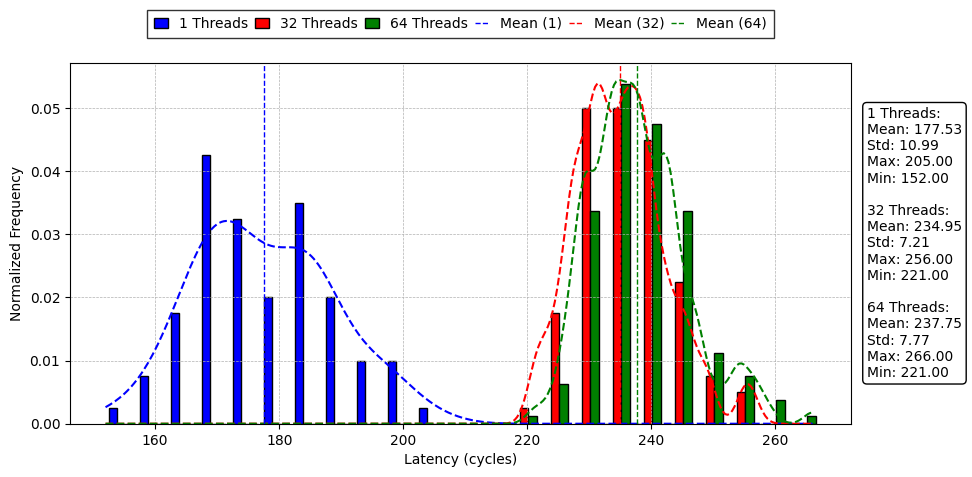 1 Threads 32 Threads 64 Threads Mean (1) Mean (32) Mean (64)
0.05
0.04
0.03
0.02
0.01
0.00
Normalized Frequency
160 180 200 220 240 260
Latency (cycles)
1 Threads:
Mean: 177.53
Std: 10.99
Max: 205.00
Min: 152.00
32 Threads:
Mean: 234.95
Std: 7.21
Max: 256.00
Min: 221.00
64 Threads:
Mean: 237.75
Std: 7.77
Max: 266.00
Min: 221.00